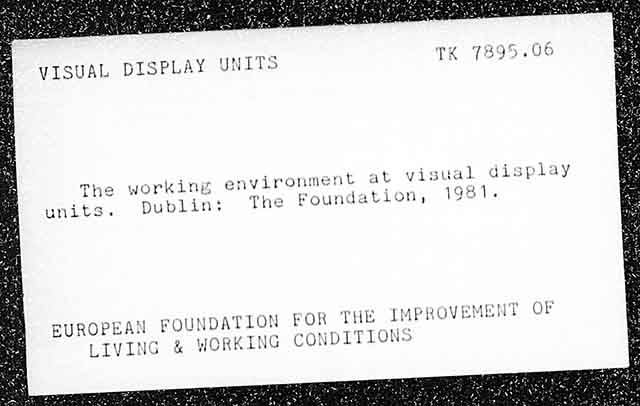 VISUAL DISPLAY UNITS TK 7895.06
The working environment at visual display
units. Dublin: The Foundation, 1981.
EUROPEAN FOUNDATION FOR THE IMPROVEMENT OF
LIVING & WORKING CONDITIONS